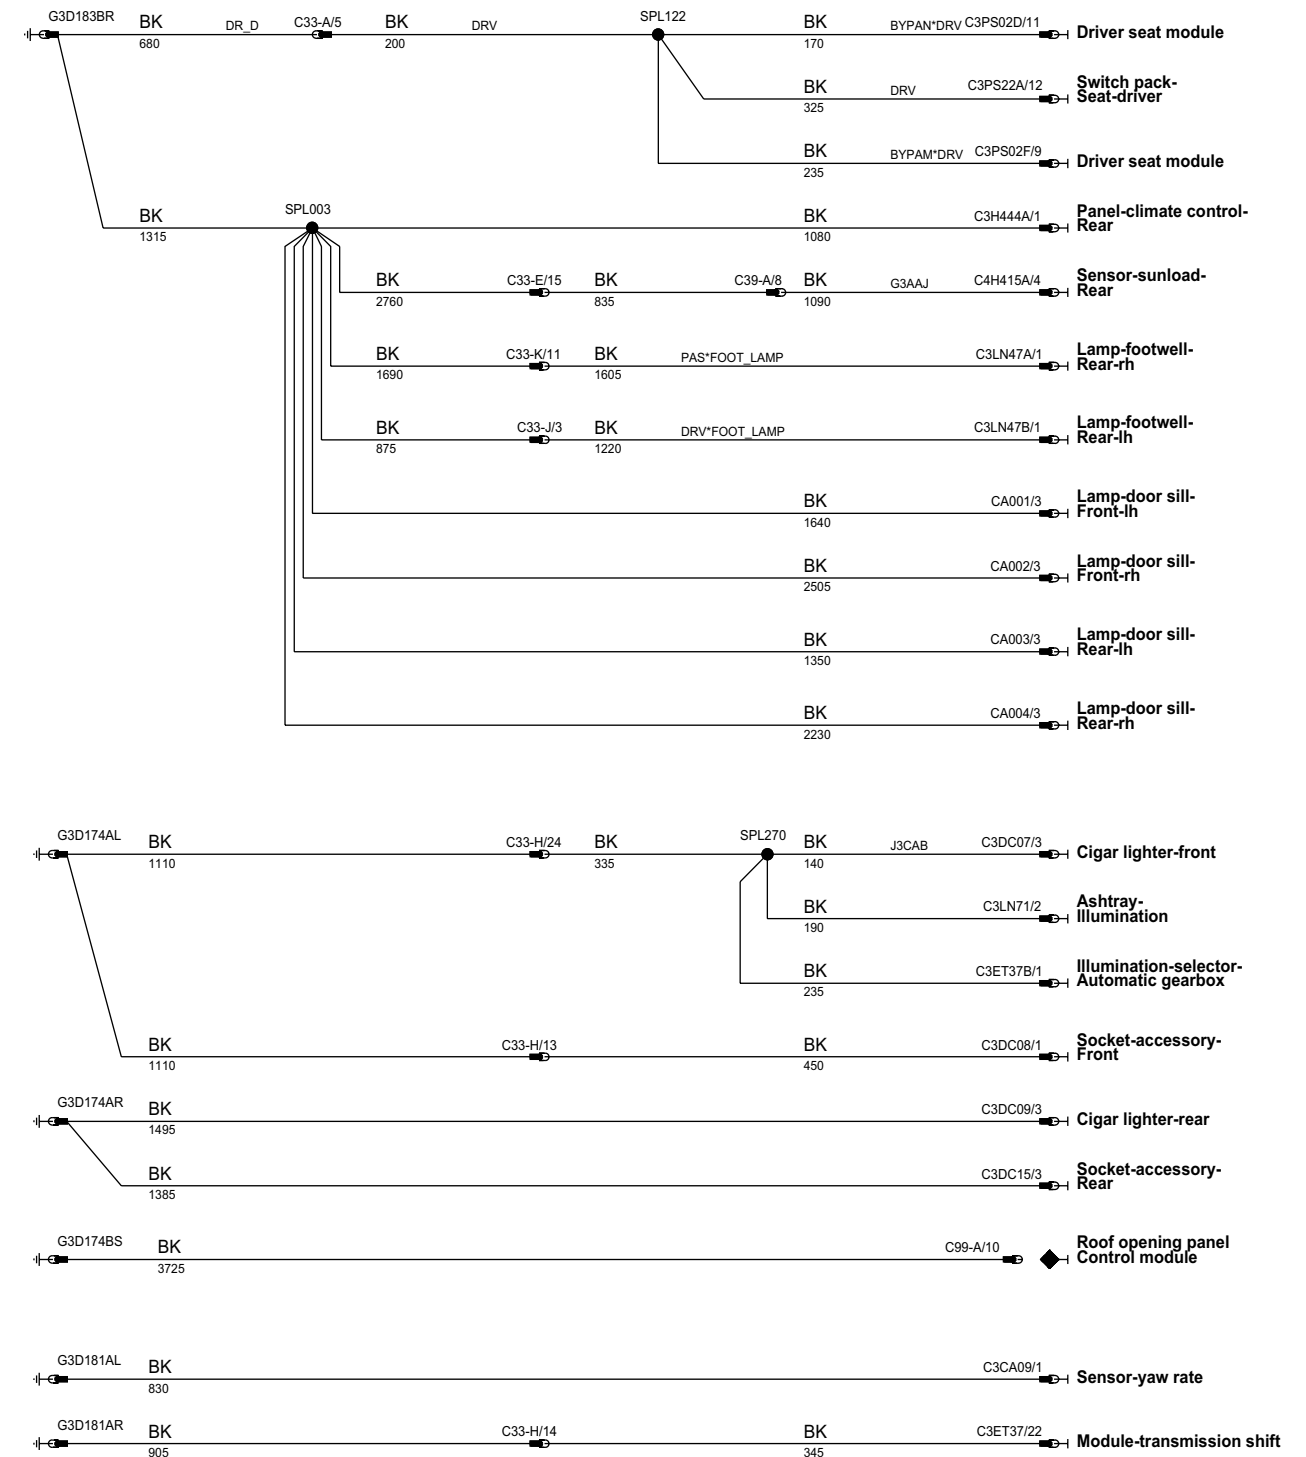 G3D183BR BK DR_D C33-A/5 BK DRV SPL122 BK BYPAN*DRV C3PS02D/11 Driver seat module
680 200 170
BK DRV C3PS22A/12 Switch pack-
Seat-driver
325
BK BYPAM*DRV C3PS02F/9 Driver seat module
235
BK SPL003 BK C3H444A/1 Panel-climate control-
Rear
1315 1080
BK C33-E/15 BK C39-A/8 BK G3AAJ C4H415A/4 Sensor-sunload-
Rear
2760 835 1090
BK C33-K/11 BK PAS*FOOT_LAMP C3LN47A/1 Lamp-footwell-
Rear-rh
1690 1605
BK C33-J/3 BK DRV*FOOT_LAMP C3LN47B/1 Lamp-footwell-
Rear-lh
875 1220
BK CA001/3 Lamp-door sill-
Front-lh
1640
BK CA002/3 Lamp-door sill-
Front-rh
2505
BK CA003/3 Lamp-door sill-
Rear-lh
1350
BK CA004/3 Lamp-door sill-
Rear-rh
2230
G3D174AL BK C33-H/24 BK SPL270 BK J3CAB C3DC07/3 Cigar lighter-front
1110 335 140
BK C3LN71/2 Ashtray-
Illumination
190
BK C3ET37B/1 Illumination-selector-
Automatic gearbox
235
BK C33-H/13 BK C3DC08/1 Socket-accessory-
Front
1110 450
G3D174AR BK C3DC09/3 Cigar lighter-rear
1495
BK C3DC15/3 Socket-accessory-
Rear
1385
G3D174BS BK C99-A/10 Roof opening panel
Control module
3725
G3D181AL BK C3CA09/1 Sensor-yaw rate
830
G3D181AR BK C33-H/14 BK C3ET37/22 Module-transmission shift
905 345